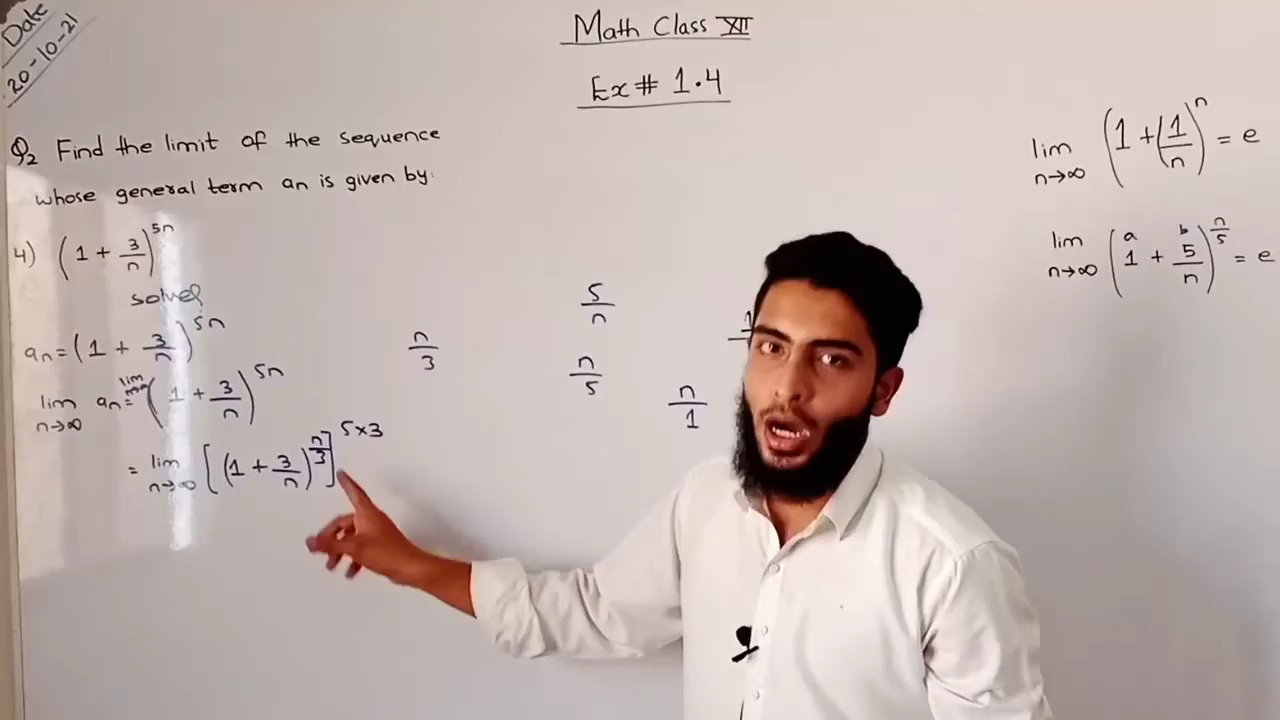 Date
20-10-21
Math Class XII
Ex# 1.4
Q2 Find the limit of the sequence
whose general term an is given by:
4) (1 + 3/n)^5n
solve
an = (1 + 3/n)^5n
lim n→∞ an = lim n→∞ (1 + 3/n)^5n
= lim n→∞ [(1 + 3/n)^n/3]^5×3
n/3
5/n
n/5
n/1
1
lim n→∞ (1 + (1/n)^n = e
lim n→∞ (1 + 5/n)^n/5 = e
a b